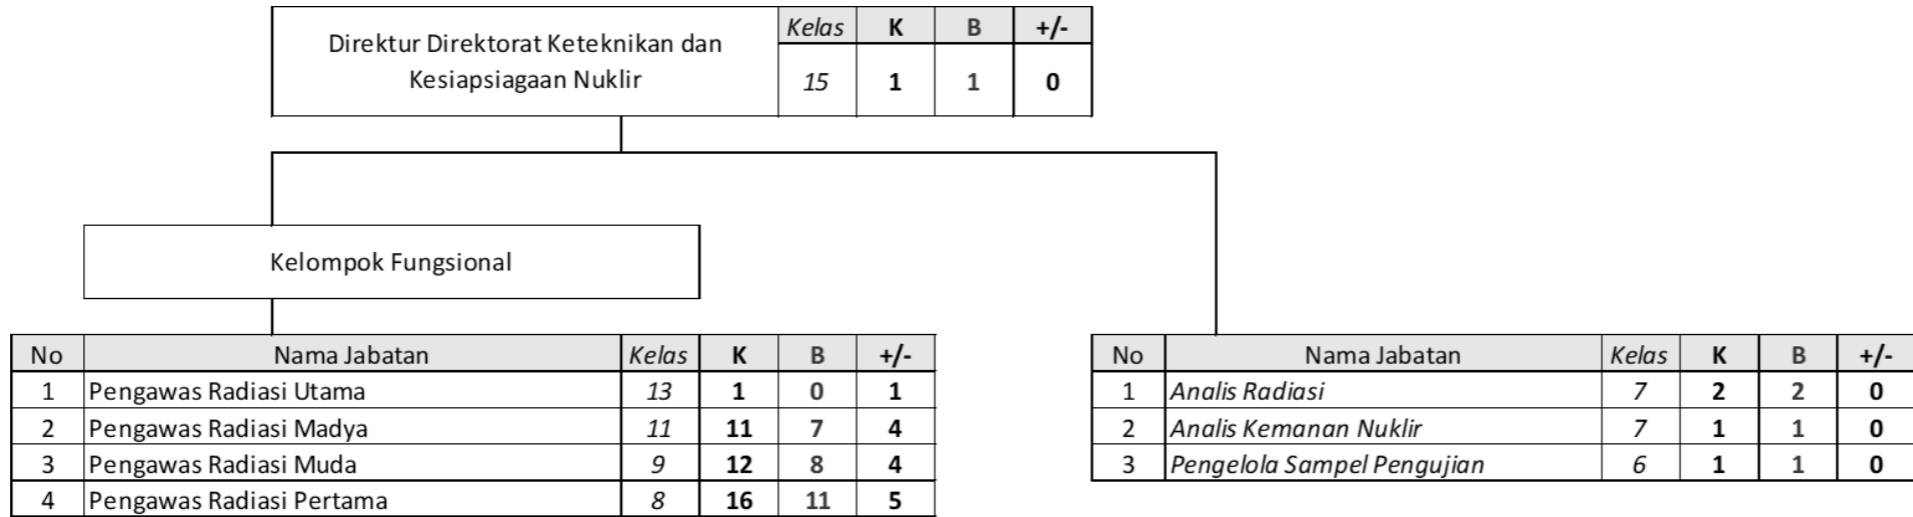 Direktur Direktorat Keteknikan dan
Kesiapsiagaan Nuklir
Kelas K B +/-
15 1 1 0
Kelompok Fungsional
No Nama Jabatan Kelas K B +/-
1 Pengawas Radiasi Utama 13 1 0 1
2 Pengawas Radiasi Madya 11 11 7 4
3 Pengawas Radiasi Muda 9 12 8 4
4 Pengawas Radiasi Pertama 8 16 11 5
No Nama Jabatan Kelas K B +/-
1 Analis Radiasi 7 2 2 0
2 Analis Kemanan Nuklir 7 1 1 0
3 Pengelola Sampel Pengujian 6 1 1 0